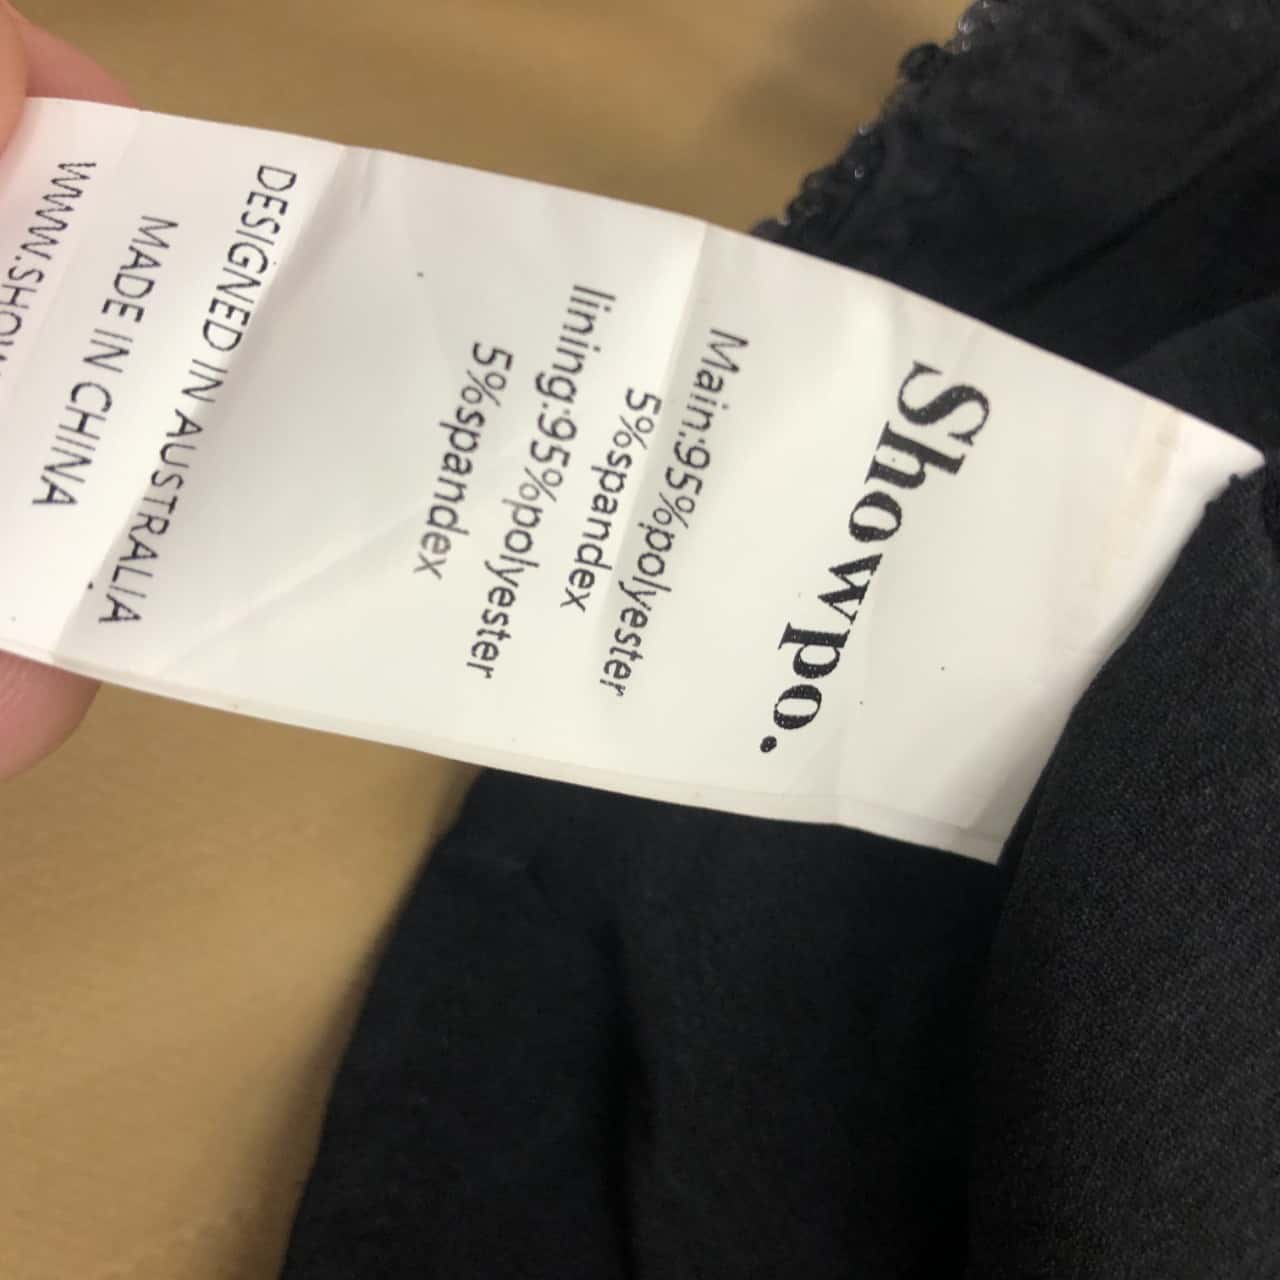 Showpo.
Main:95%polyester
5%spandex
lining:95%polyester
5%spandex
DESIGNED IN AUSTRALIA
MADE IN CHINA